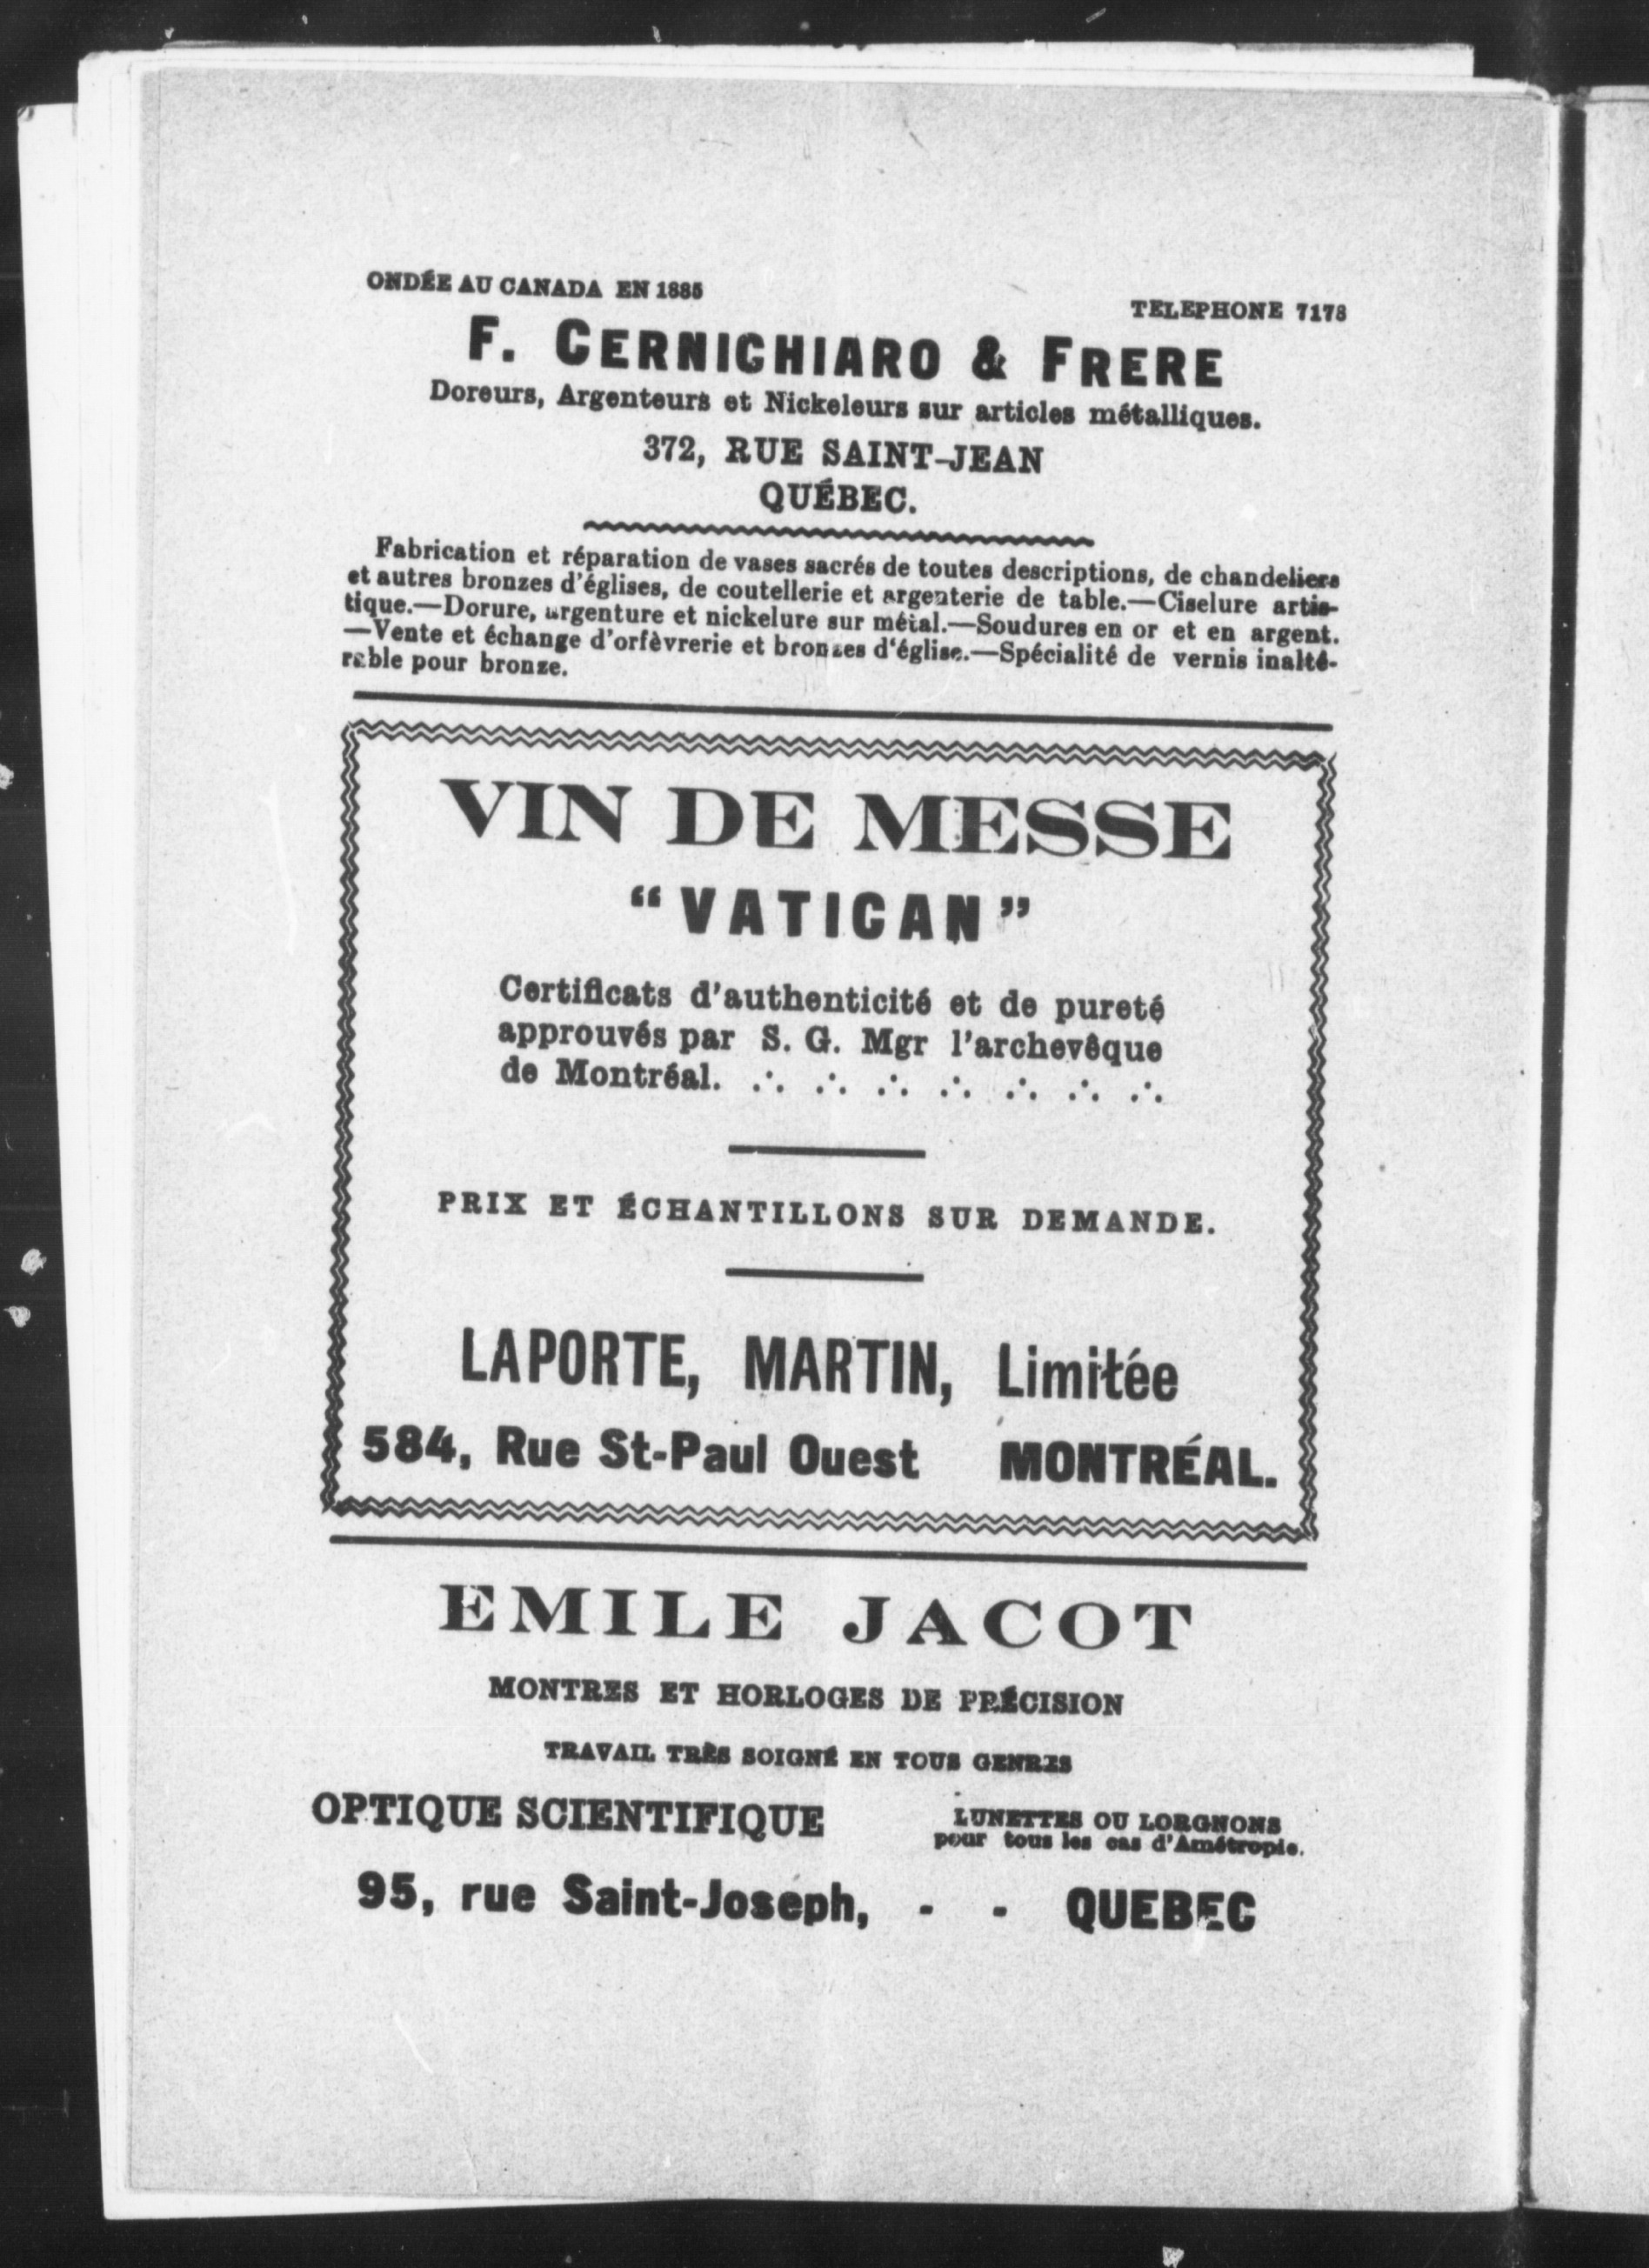 ONDÉE AU CANADA EN 1885
TELEPHONE 7178
F. CERNICHIARO & FRERE
Doreurs, Argenteurs et Nickeleurs sur articles métalliques.
372, RUE SAINT-JEAN
QUÉBEC.
Fabrication et réparation de vases sacrés de toutes descriptions, de chandeliers
et autres bronzes d'églises, de coutellerie et argenterie de table.—Ciselure artis-
tique.—Dorure, argenture et nickelure sur métal.—Soudures en or et en argent.
—Vente et échange d'orfèvrerie et bronzes d'église.—Spécialité de vernis inalté-
rable pour bronze.
VIN DE MESSE
“VATICAN”
Certificats d'authenticité et de pureté
approuvés par S. G. Mgr l'archevêque
de Montréal. ∴ ∴ ∴ ∴ ∴ ∴ ∴
PRIX ET ÉCHANTILLONS SUR DEMANDE.
LAPORTE, MARTIN, Limitée
584, Rue St-Paul Ouest MONTRÉAL.
EMILE JACOT
MONTRES ET HORLOGES DE PRÉCISION
TRAVAIL TRÈS SOIGNÉ EN TOUS GENRES
OPTIQUE SCIENTIFIQUE
LUNETTES OU LORGNONS
pour tous les cas d'Amétropie.
95, rue Saint-Joseph, - - QUEBEC